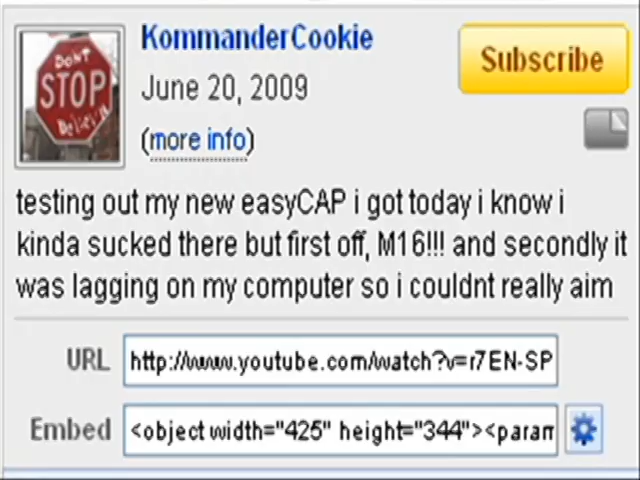 KommanderCookie
Subscribe
June 20, 2009
(more info)
DON'T
STOP
Believin
testing out my new easyCAP i got today i know i
kinda sucked there but first off, M16!!! and secondly it
was lagging on my computer so i couldnt really aim
URL http://www.youtube.com/watch?v=r7EN-SP
Embed <object width="425" height="344"><param